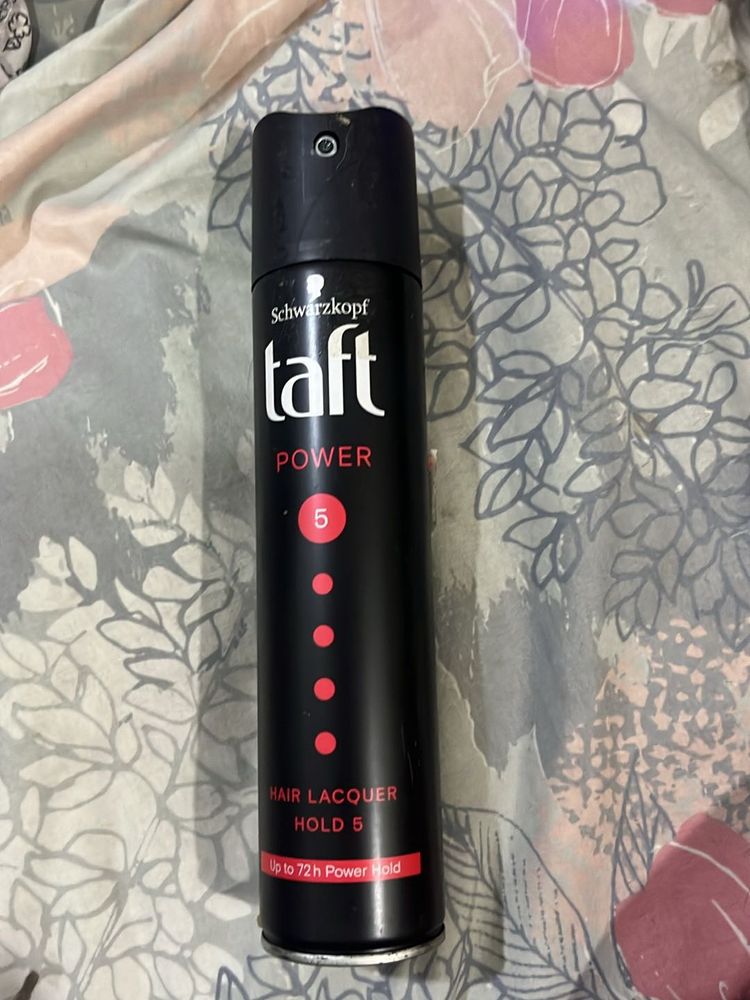 Schwarzkopf
taft
POWER
5
HAIR LACQUER
HOLD 5
Up to 72h Power Hold